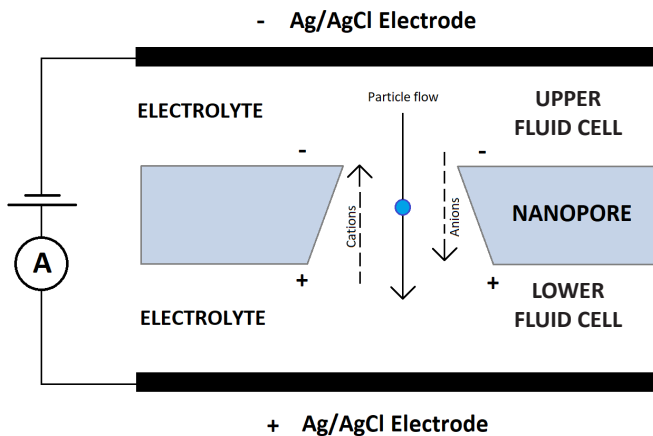 - Ag/AgCl Electrode
Particle flow
ELECTROLYTE
UPPER
FLUID CELL
- -
Cations
Anions
NANOPORE
A
+ +
LOWER
FLUID CELL
ELECTROLYTE
+ Ag/AgCl Electrode